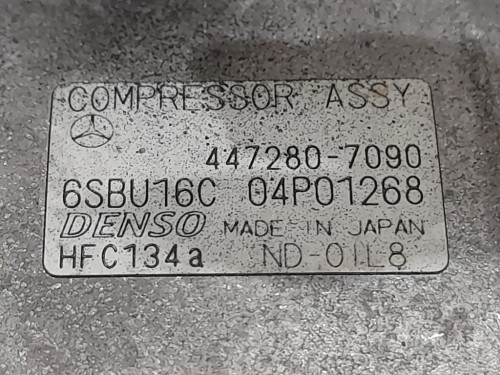 COMPRESSOR ASSY
447280-7090
6SBU16C 04P01268
DENSO MADE IN JAPAN
HFC134a ND-OIL8